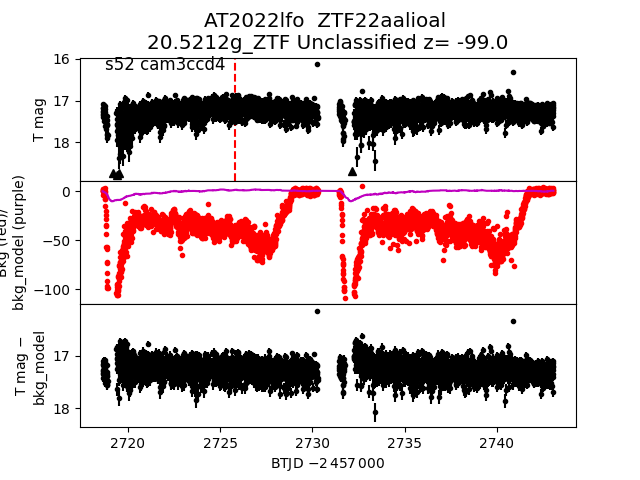 AT2022lfo  ZTF22aalioal
20.5212g_ZTF Unclassified z= -99.0
s52 cam3ccd4
T mag
16
17
18
Bkg (red)/
bkg_model (purple)
0
−50
−100
T mag −
bkg_model
17
18
2720
2725
2730
2735
2740
BTJD −2 457 000